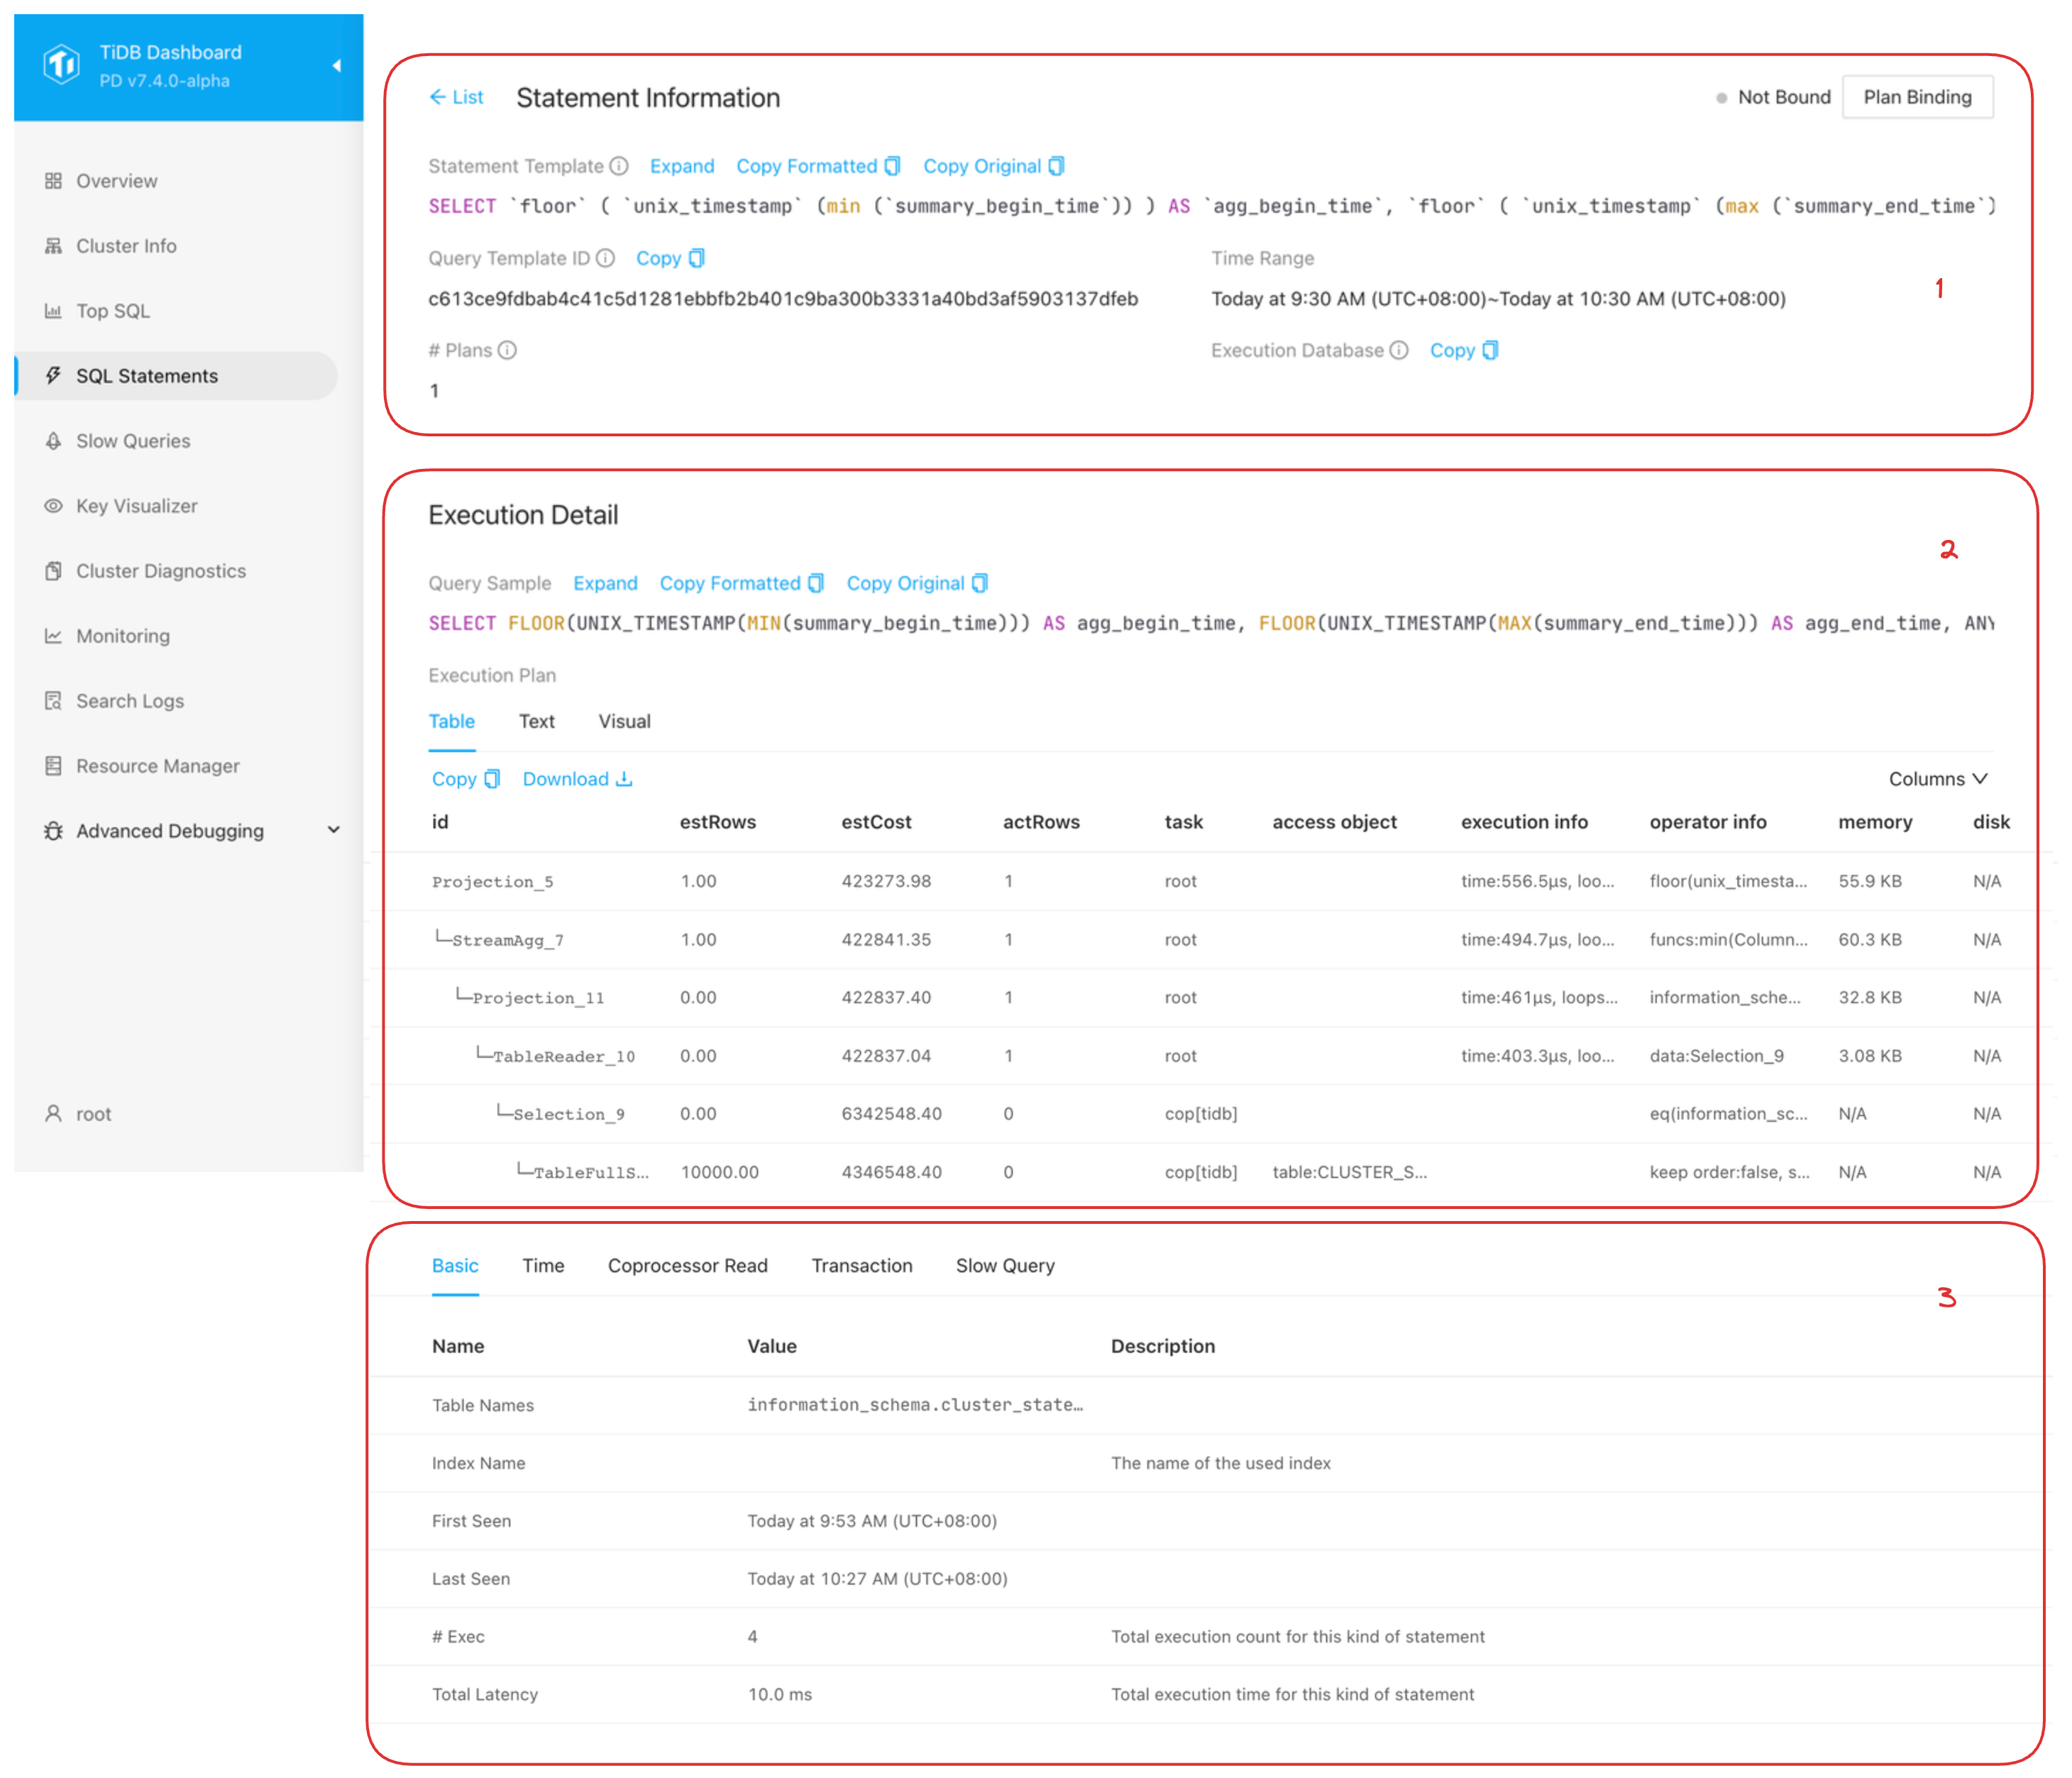 TiDB Dashboard
PD v7.4.0-alpha
Overview
Cluster Info
Top SQL
SQL Statements
Slow Queries
Key Visualizer
Cluster Diagnostics
Monitoring
Search Logs
Resource Manager
Advanced Debugging
root
List Statement Information Not Bound Plan Binding
Statement Template Expand Copy Formatted Copy Original
SELECT `floor` ( `unix_timestamp` (min (`summary_begin_time`)) ) AS `agg_begin_time`, `floor` ( `unix_timestamp` (max (`summary_end_time`)
Query Template ID Copy Time Range
c613ce9fdbab4c41c5d1281ebbfb2b401c9ba300b3331a40bd3af5903137dfeb Today at 9:30 AM (UTC+08:00)~Today at 10:30 AM (UTC+08:00)
1
# Plans Execution Database Copy
1
Execution Detail
2
Query Sample Expand Copy Formatted Copy Original
SELECT FLOOR(UNIX_TIMESTAMP(MIN(summary_begin_time))) AS agg_begin_time, FLOOR(UNIX_TIMESTAMP(MAX(summary_end_time))) AS agg_end_time, ANY
Execution Plan
Table Text Visual
Copy Download Columns
id estRows estCost actRows task access object execution info operator info memory disk
Projection_5 1.00 423273.98 1 root time:556.5µs, loo... floor(unix_timesta... 55.9 KB N/A
└─StreamAgg_7 1.00 422841.35 1 root time:494.7µs, loo... funcs:min(Column... 60.3 KB N/A
└─Projection_11 0.00 422837.40 1 root time:461µs, loops... information_sche... 32.8 KB N/A
└─TableReader_10 0.00 422837.04 1 root time:403.3µs, loo... data:Selection_9 3.08 KB N/A
└─Selection_9 0.00 6342548.40 0 cop[tidb] eq(information_sc... N/A N/A
└─TableFullS... 10000.00 4346548.40 0 cop[tidb] table:CLUSTER_S... keep order:false, s... N/A N/A
Basic Time Coprocessor Read Transaction Slow Query
3
Name Value Description
Table Names information_schema.cluster_state…
Index Name The name of the used index
First Seen Today at 9:53 AM (UTC+08:00)
Last Seen Today at 10:27 AM (UTC+08:00)
# Exec 4 Total execution count for this kind of statement
Total Latency 10.0 ms Total execution time for this kind of statement